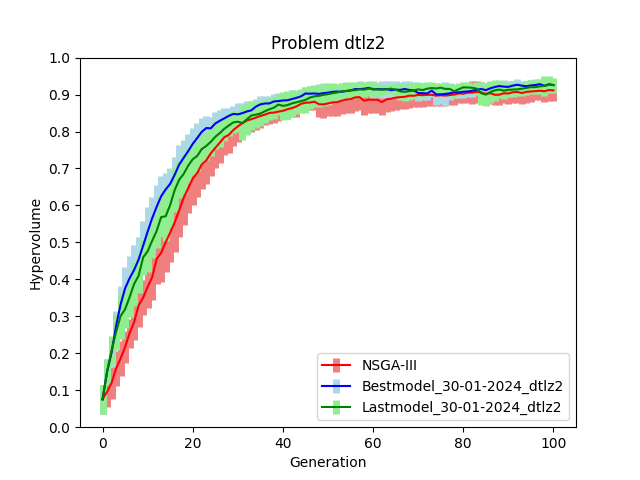 Problem dtlz2
1.0
0.9
0.8
0.7
0.6
0.5
0.4
0.3
0.2
0.1
0.0
Hypervolume
NSGA-III
Bestmodel_30-01-2024_dtlz2
Lastmodel_30-01-2024_dtlz2
0 20 40 60 80 100
Generation